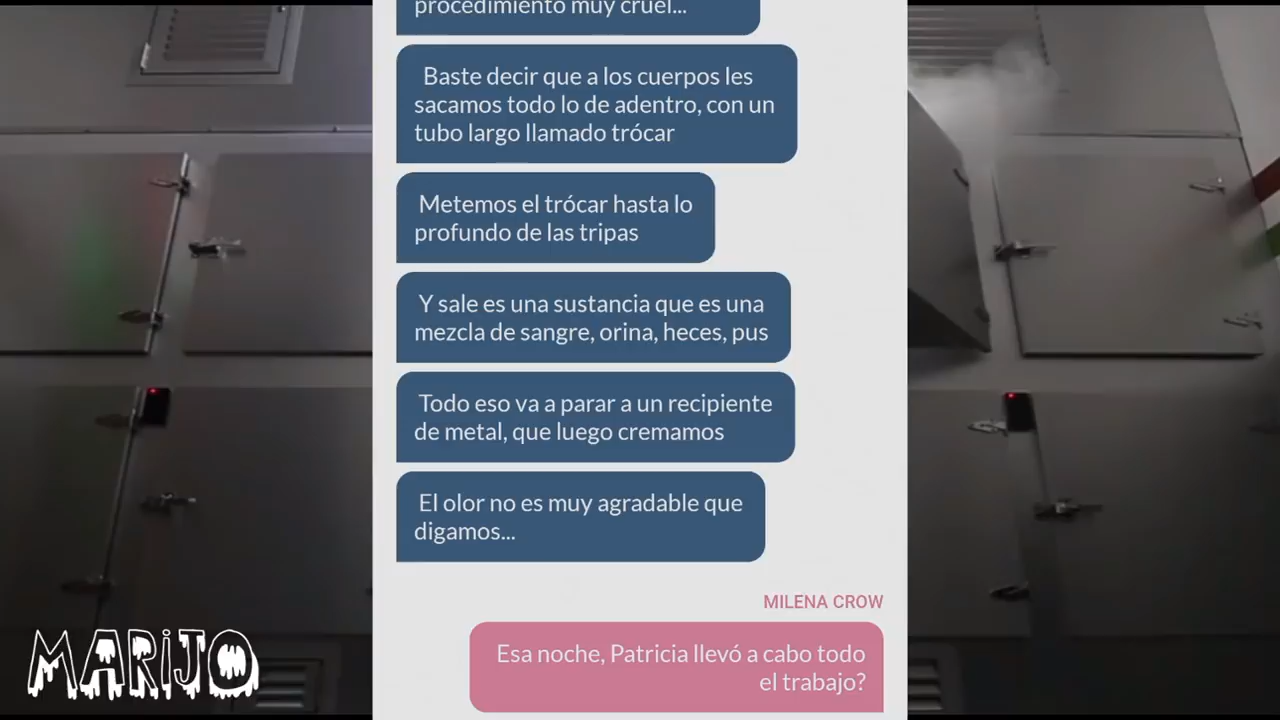 procedimiento muy cruel...
Baste decir que a los cuerpos les
sacamos todo lo de adentro, con un
tubo largo llamado trócar
Metemos el trócar hasta lo
profundo de las tripas
Y sale es una sustancia que es una
mezcla de sangre, orina, heces, pus
Todo eso va a parar a un recipiente
de metal, que luego cremamos
El olor no es muy agradable que
digamos...
MILENA CROW
Esa noche, Patricia llevó a cabo todo
el trabajo?
MARiJO